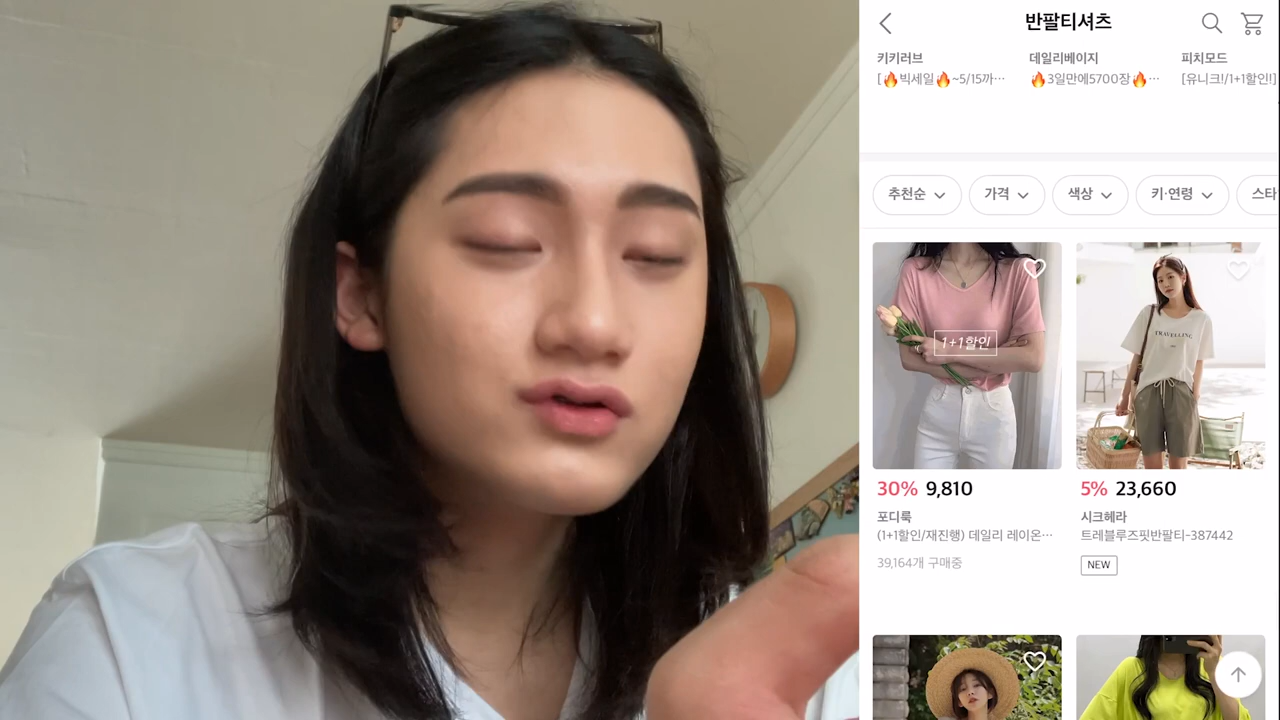 반팔티셔츠
키키러브
[🔥빅세일🔥~5/15까…
데일리베이지
🔥3일만에5700장🔥…
피치모드
[유니크!/1+1할인!]
추천순
가격
색상
키·연령
스타
1+1할인
TRAVELLING
30% 9,810
포디룩
(1+1할인/재진행) 데일리 레이온…
39,164개 구매중
5% 23,660
시크헤라
트레블루즈핏반팔티-387442
NEW